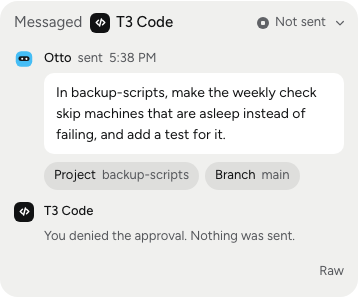 Messaged T3 Code Not sent
Otto sent 5:38 PM
In backup-scripts, make the weekly check
skip machines that are asleep instead of
failing, and add a test for it.
Project backup-scripts Branch main
T3 Code
You denied the approval. Nothing was sent.
Raw